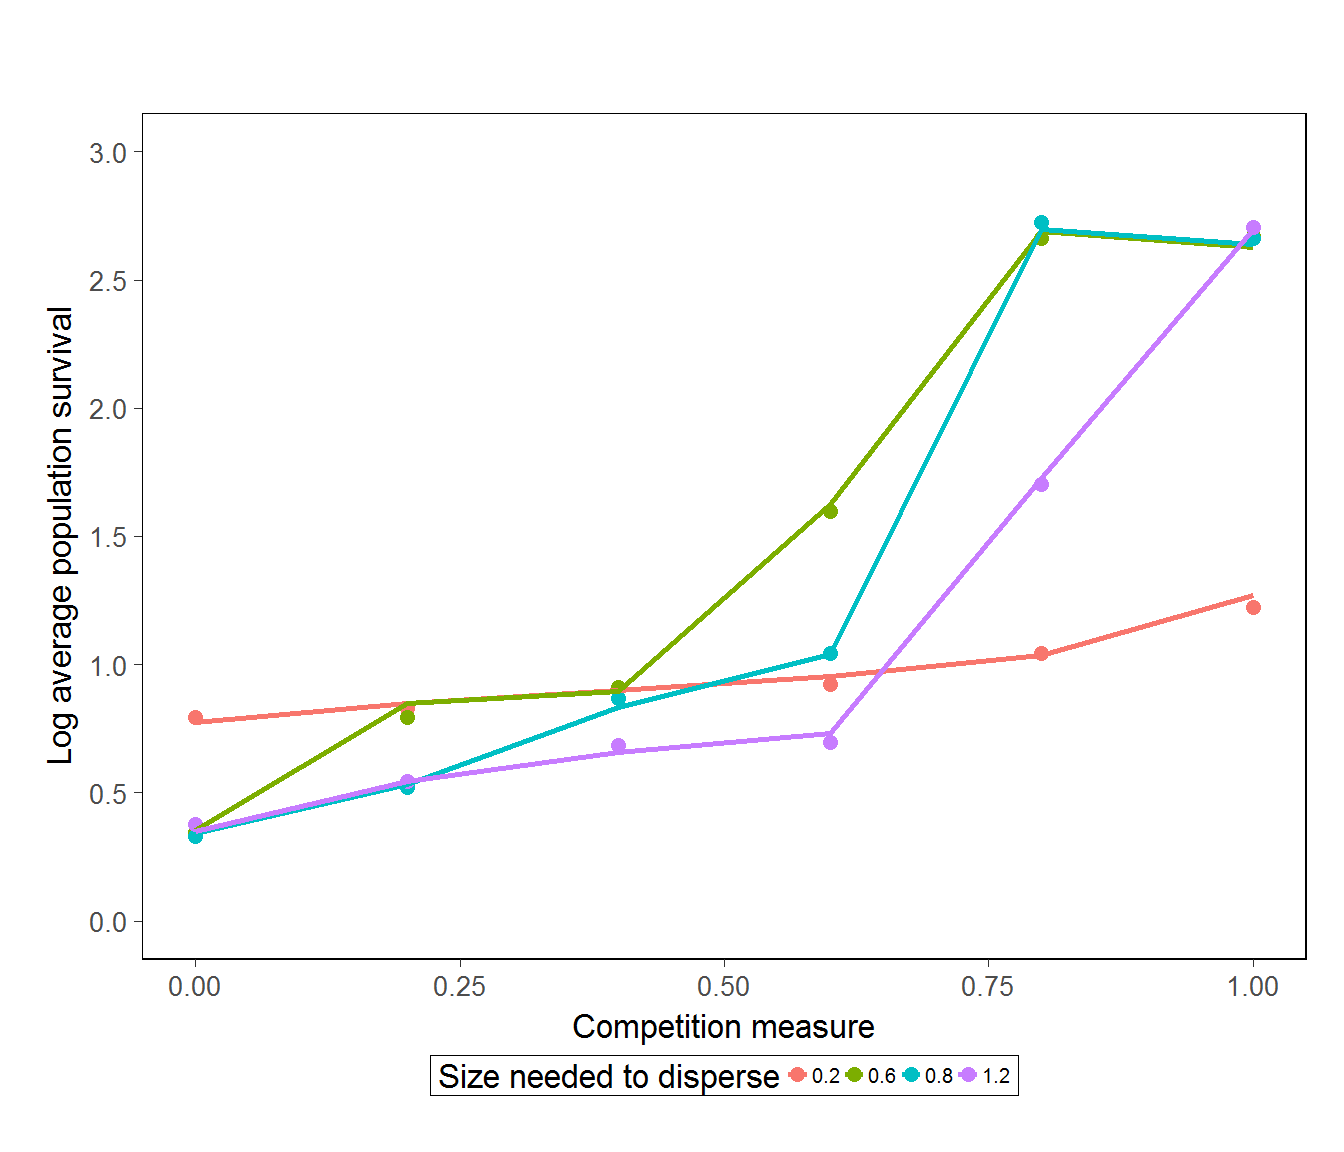 3.0
2.5
2.0
1.5
1.0
0.5
0.0
Log average population survival
0.00 0.25 0.50 0.75 1.00
Competition measure
Size needed to disperse 0.2 0.6 0.8 1.2